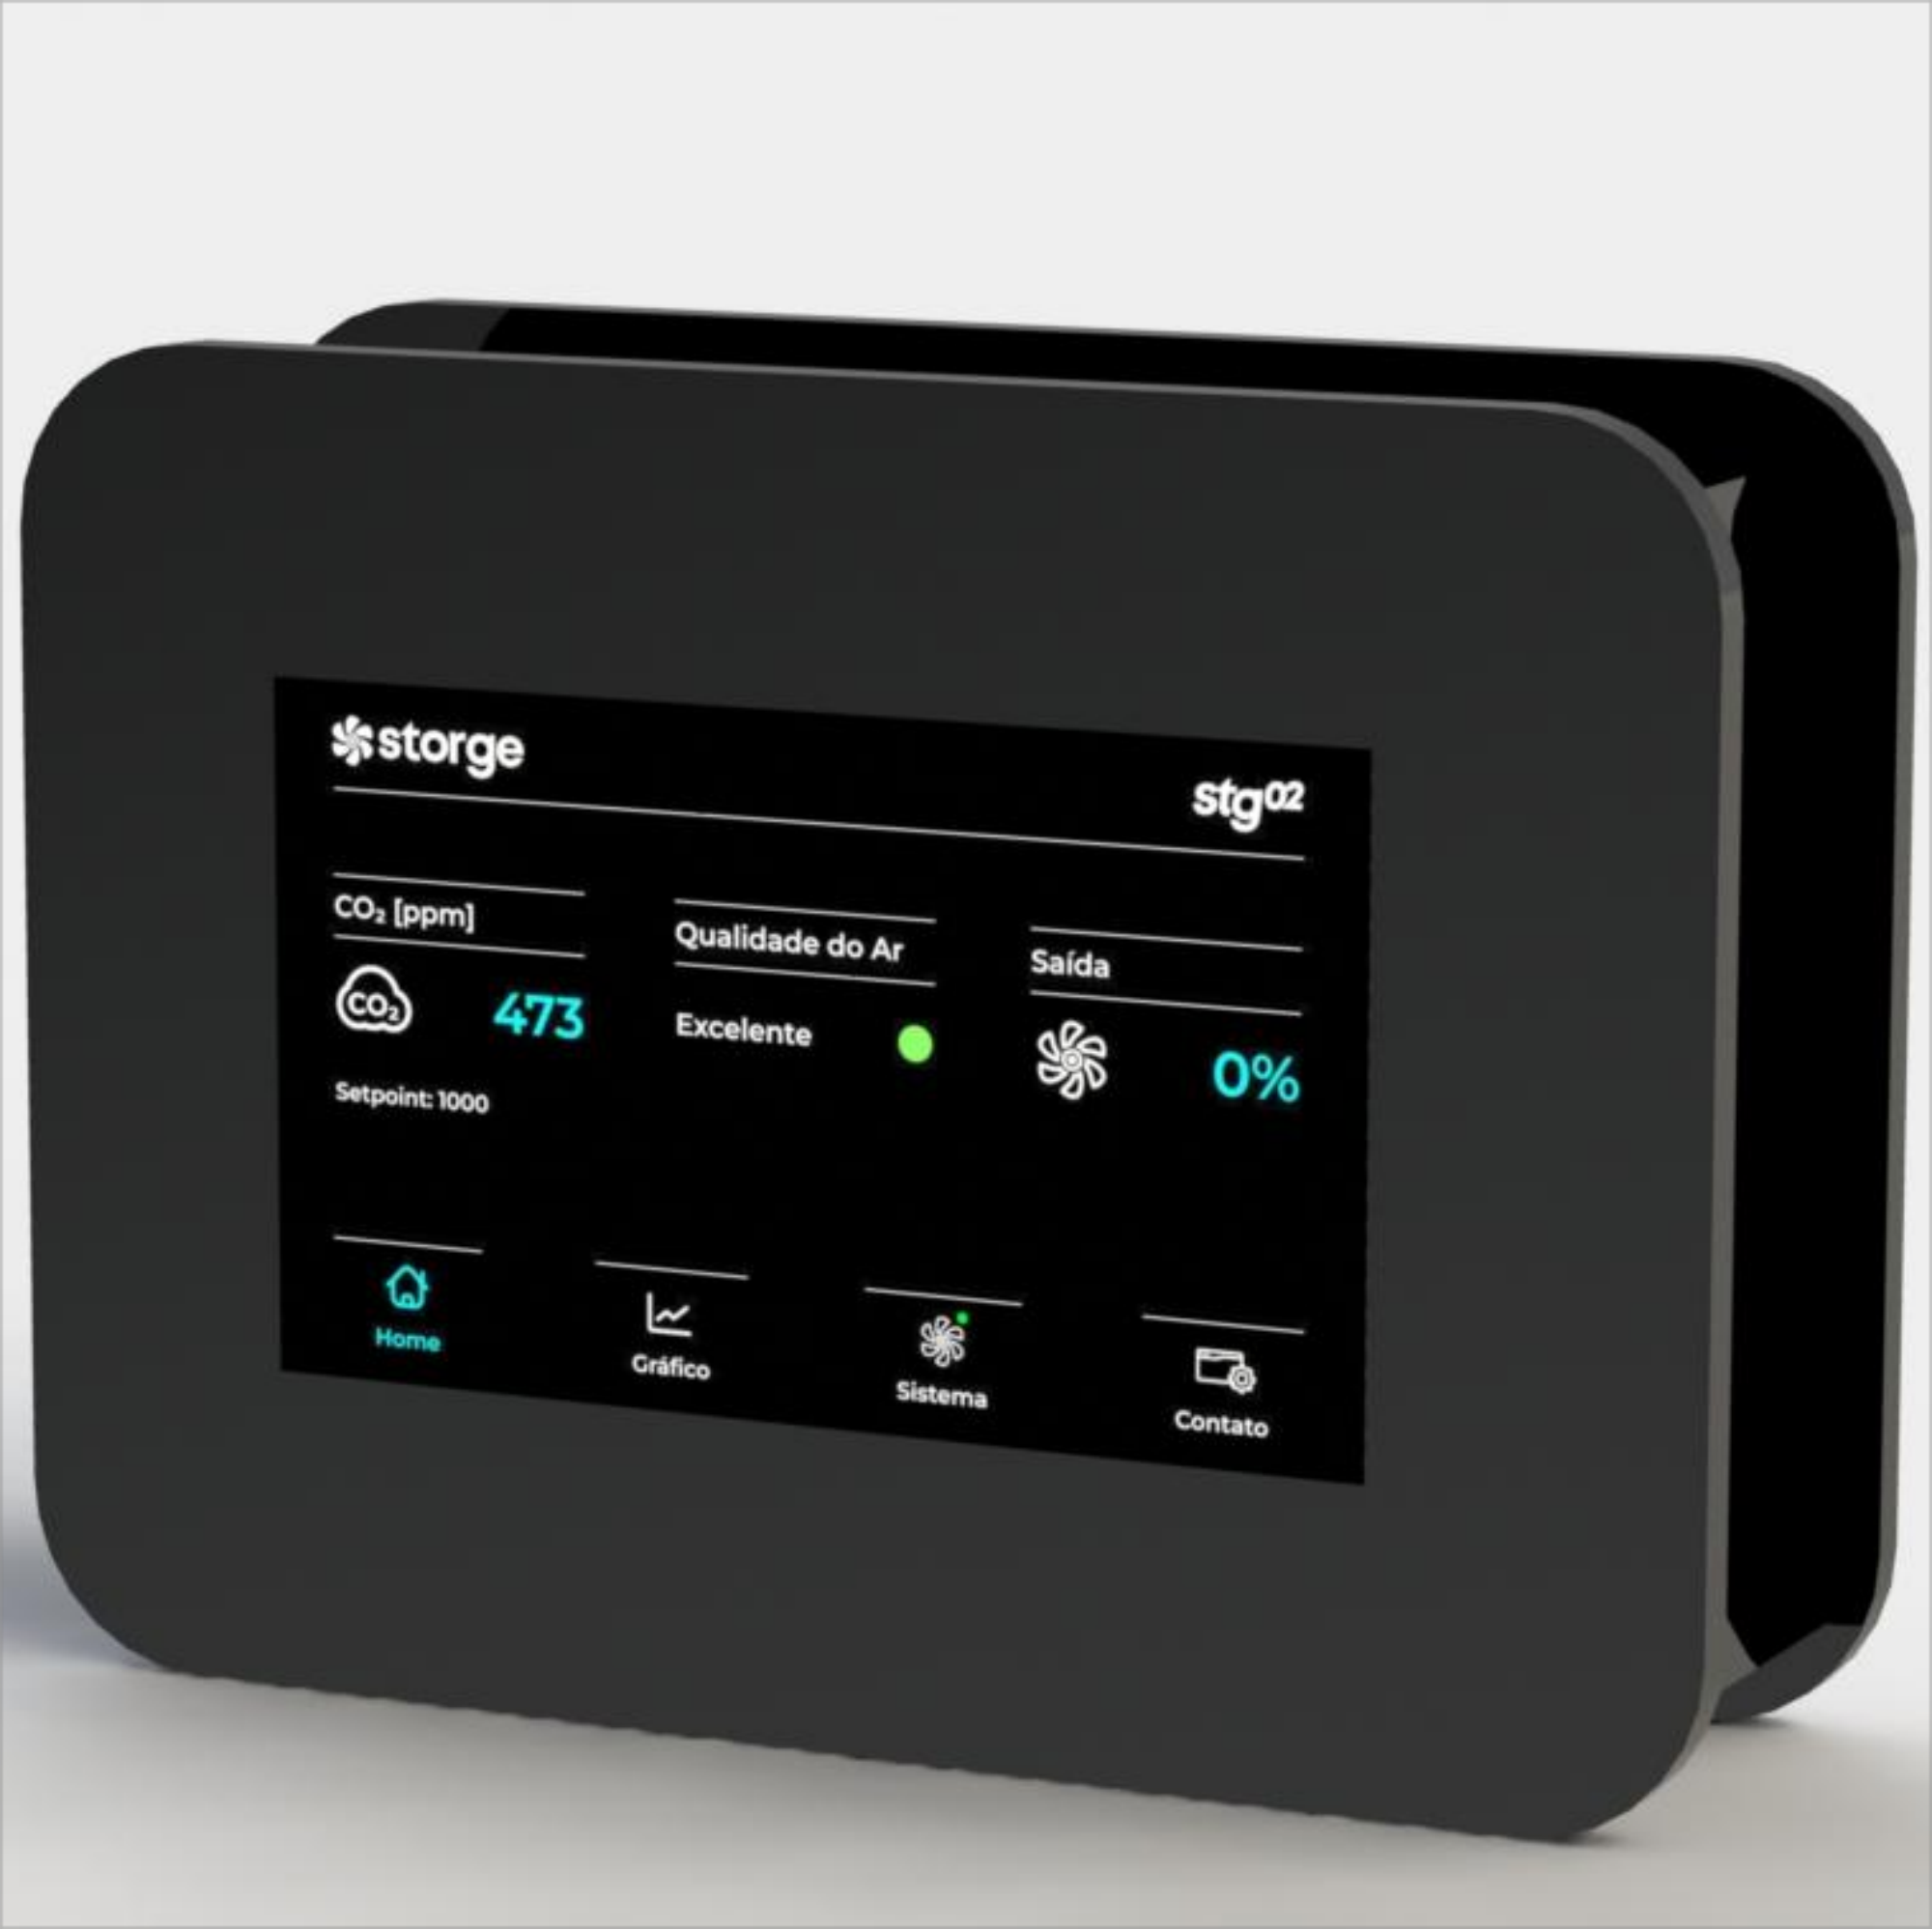 storge
stg02
CO₂ [ppm]
Qualidade do Ar
Saída
CO₂
473
Excelente
0%
Setpoint: 1000
Home
Gráfico
Sistema
Contato